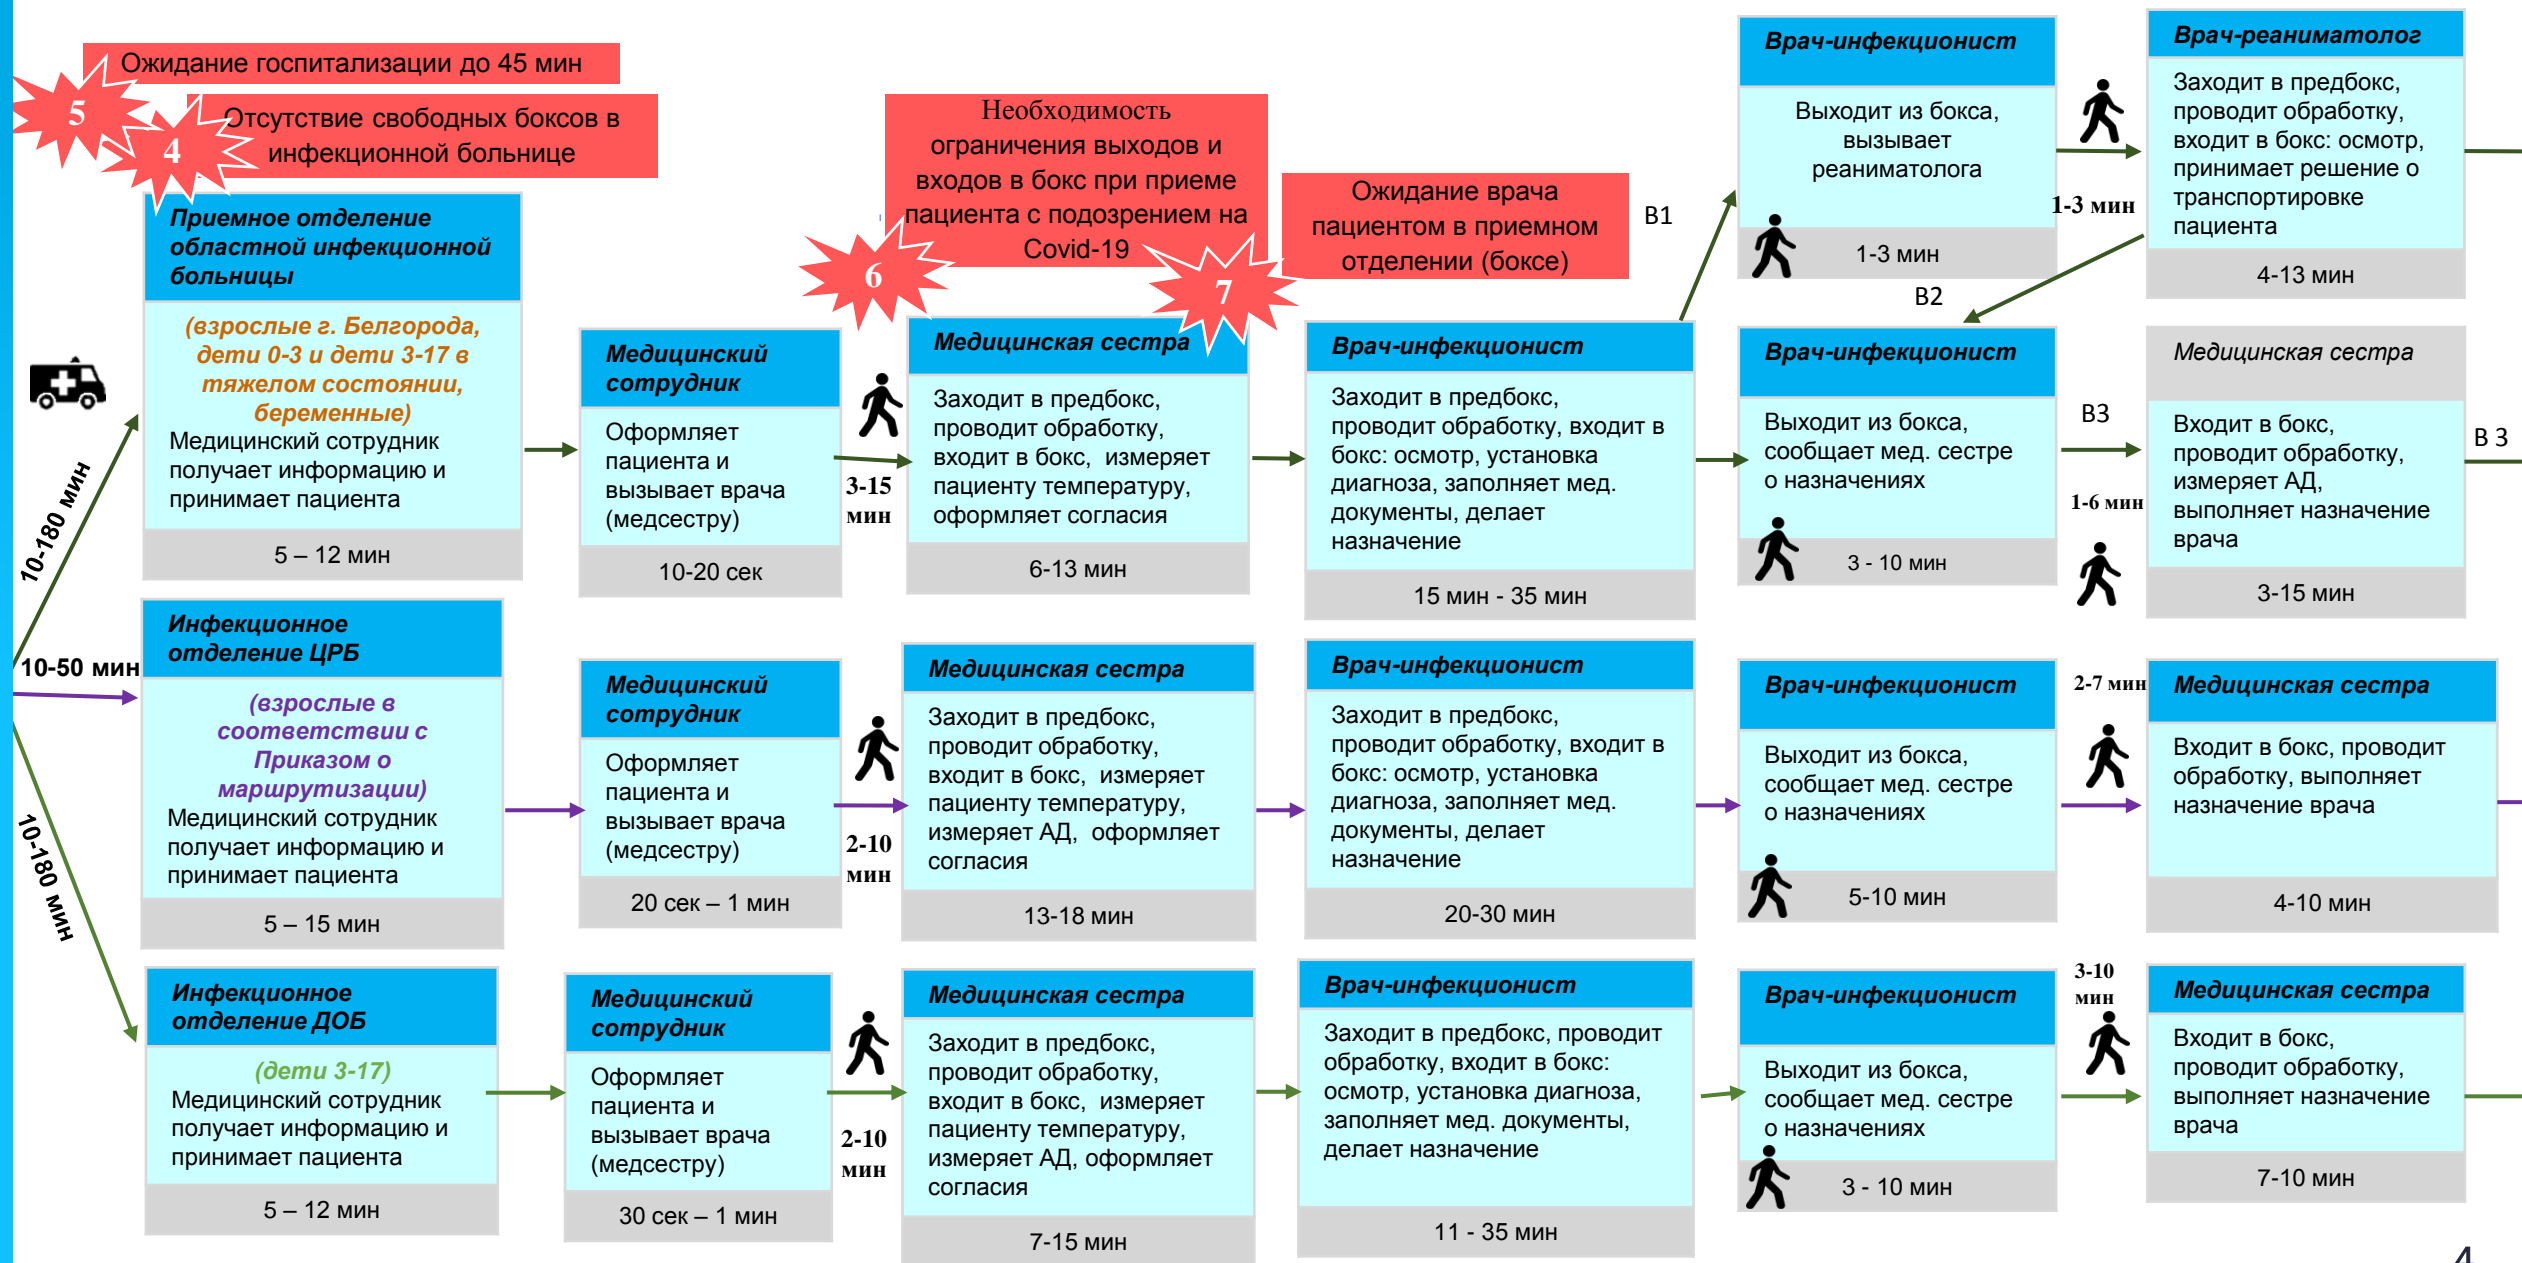 Ожидание госпитализации до 45 мин
5
Отсутствие свободных боксов в
инфекционной больнице
4
Необходимость
ограничения выходов и
входов в бокс при приеме
пациента с подозрением на
Covid-19
6
Ожидание врача
пациентом в приемном
отделении (боксе)
7
10-180 мин
Приемное отделение
областной инфекционной
больницы
(взрослые г. Белгорода,
дети 0-3 и дети 3-17 в
тяжелом состоянии,
беременные)
Медицинский сотрудник
получает информацию и
принимает пациента
5 – 12 мин
Медицинский
сотрудник
Оформляет
пациента и
вызывает врача
(медсестру)
10-20 сек
3-15
мин
Медицинская сестра
Заходит в предбокс,
проводит обработку,
входит в бокс, измеряет
пациенту температуру,
оформляет согласия
6-13 мин
Врач-инфекционист
Заходит в предбокс,
проводит обработку, входит в
бокс: осмотр, установка
диагноза, заполняет мед.
документы, делает
назначение
15 мин - 35 мин
В1
Врач-инфекционист
Выходит из бокса,
вызывает
реаниматолога
1-3 мин
1-3 мин
Врач-реаниматолог
Заходит в предбокс,
проводит обработку,
входит в бокс: осмотр,
принимает решение о
транспортировке
пациента
4-13 мин
В2
Врач-инфекционист
Выходит из бокса,
сообщает мед. сестре
о назначениях
3 - 10 мин
В3
1-6 мин
Медицинская сестра
Входит в бокс,
проводит обработку,
измеряет АД,
выполняет назначение
врача
3-15 мин
В 3
10-50 мин
Инфекционное
отделение ЦРБ
(взрослые в
соответствии с
Приказом о
маршрутизации)
Медицинский сотрудник
получает информацию и
принимает пациента
5 – 15 мин
Медицинский
сотрудник
Оформляет
пациента и
вызывает врача
(медсестру)
20 сек – 1 мин
2-10
мин
Медицинская сестра
Заходит в предбокс,
проводит обработку,
входит в бокс, измеряет
пациенту температуру,
измеряет АД, оформляет
согласия
13-18 мин
Врач-инфекционист
Заходит в предбокс,
проводит обработку, входит в
бокс: осмотр, установка
диагноза, заполняет мед.
документы, делает
назначение
20-30 мин
Врач-инфекционист
Выходит из бокса,
сообщает мед. сестре
о назначениях
5-10 мин
2-7 мин
Медицинская сестра
Входит в бокс, проводит
обработку, выполняет
назначение врача
4-10 мин
10-180 мин
Инфекционное
отделение ДОБ
(дети 3-17)
Медицинский сотрудник
получает информацию и
принимает пациента
5 – 12 мин
Медицинский
сотрудник
Оформляет
пациента и
вызывает врача
(медсестру)
30 сек – 1 мин
2-10
мин
Медицинская сестра
Заходит в предбокс,
проводит обработку,
входит в бокс, измеряет
пациенту температуру,
измеряет АД, оформляет
согласия
7-15 мин
Врач-инфекционист
Заходит в предбокс, проводит
обработку, входит в бокс:
осмотр, установка диагноза,
заполняет мед. документы,
делает назначение
11 - 35 мин
Врач-инфекционист
Выходит из бокса,
сообщает мед. сестре
о назначениях
3 - 10 мин
3-10
мин
Медицинская сестра
Входит в бокс,
проводит обработку,
выполняет назначение
врача
7-10 мин
4